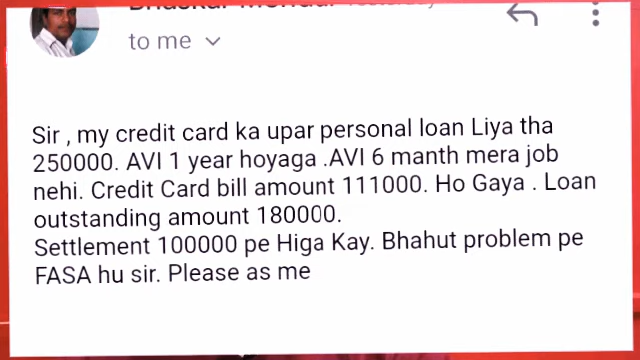 to me
Sir , my credit card ka upar personal loan Liya tha
250000. AVI 1 year hoyaga .AVI 6 manth mera job
nehi. Credit Card bill amount 111000. Ho Gaya . Loan
outstanding amount 180000.
Settlement 100000 pe Higa Kay. Bhahut problem pe
FASA hu sir. Please as me